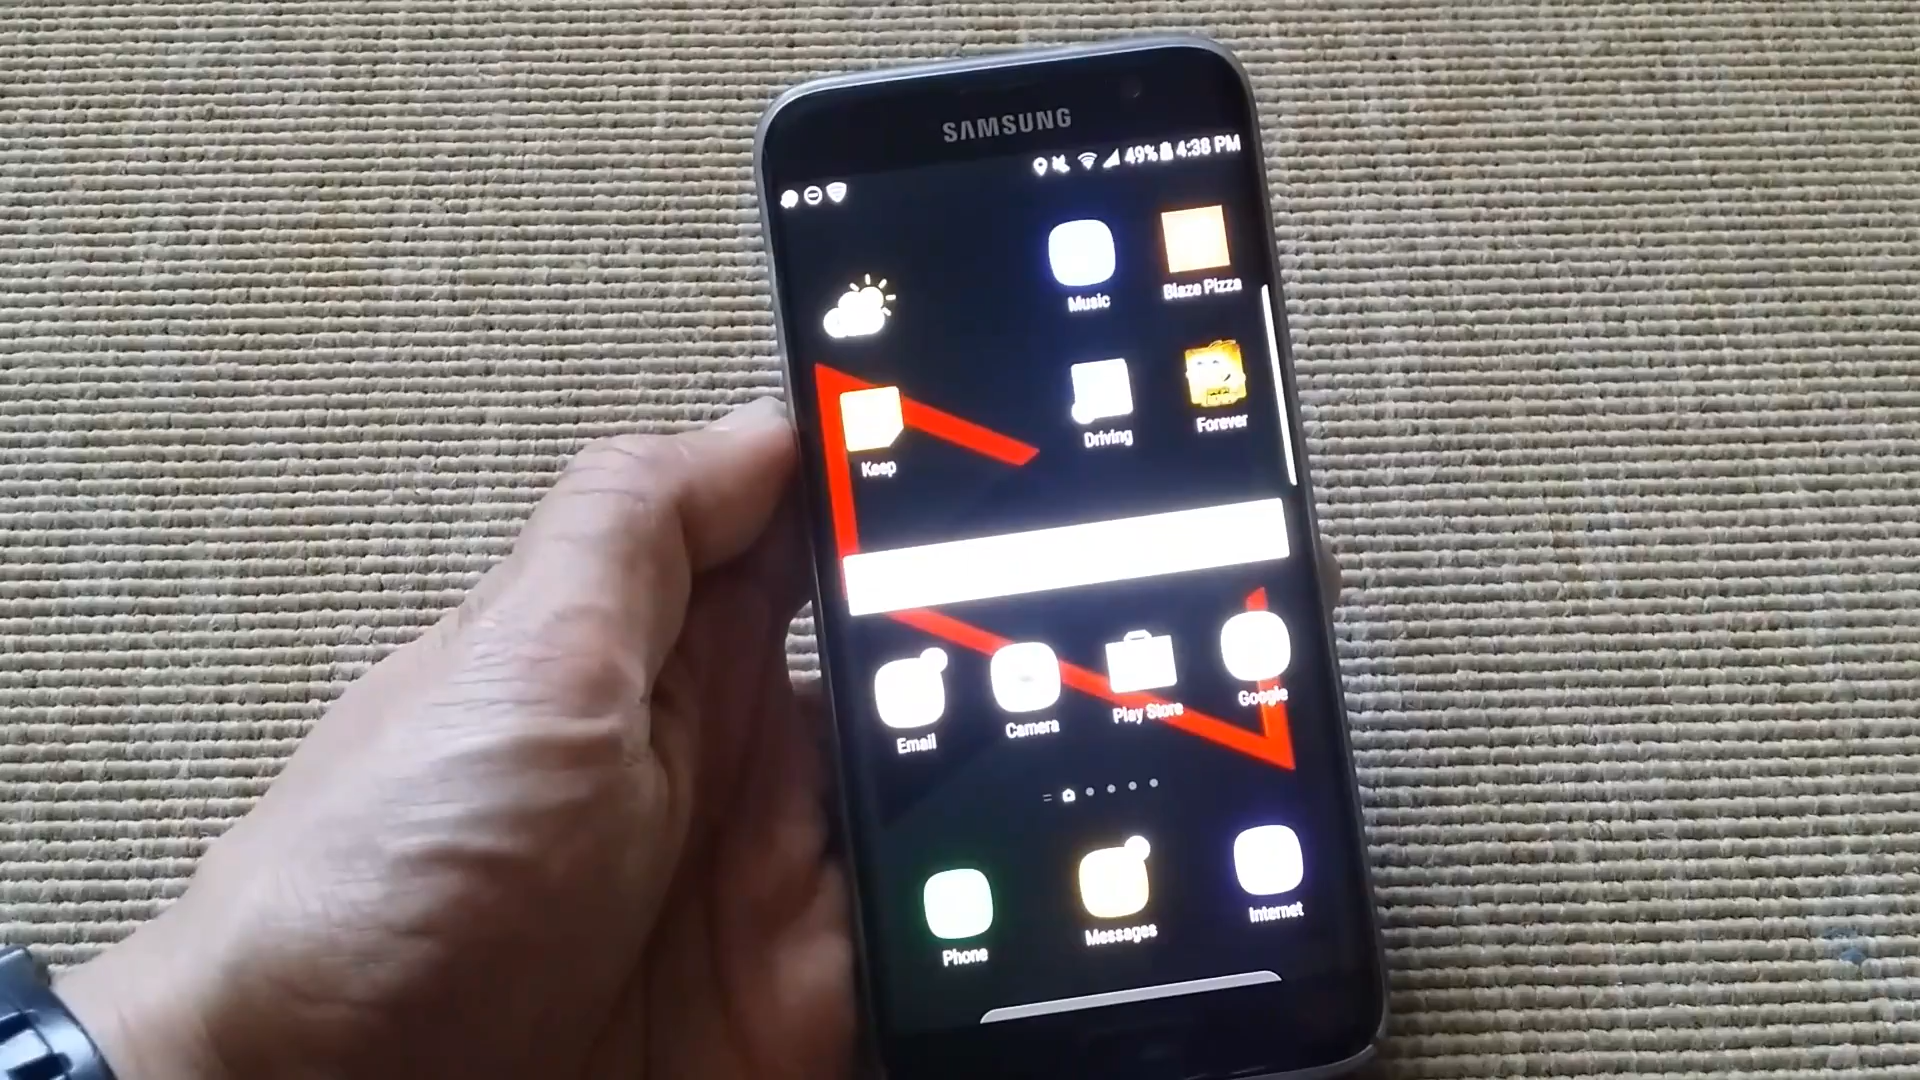 SAMSUNG
49% 4:38 PM
Music
Blaze Pizza
Driving
Forever
Keep
Email
Camera
Play Store
Google
Phone
Messages
Internet